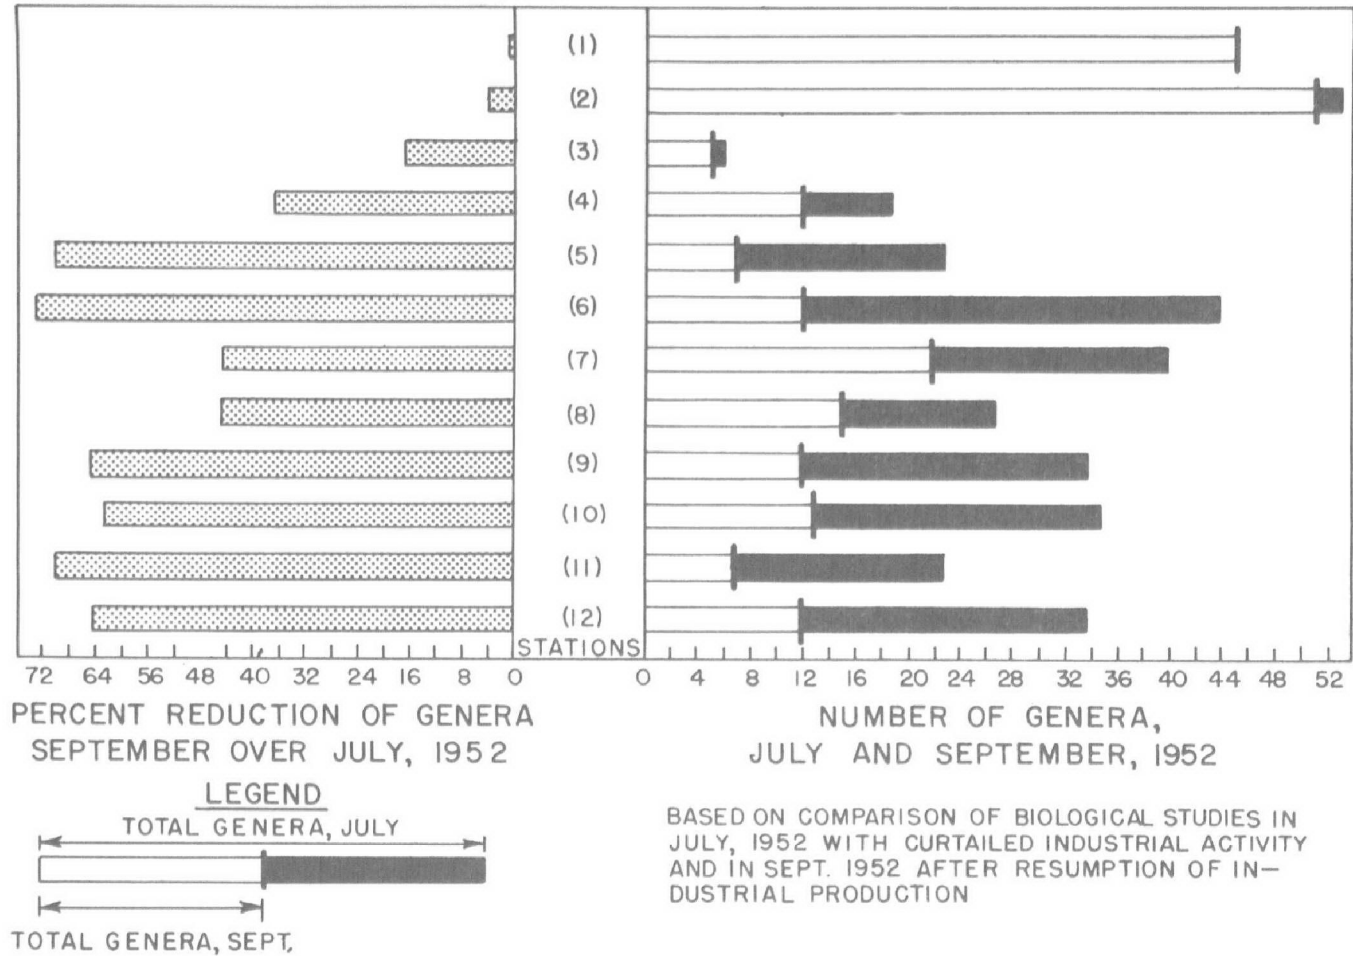 (1)
(2)
(3)
(4)
(5)
(6)
(7)
(8)
(9)
(10)
(11)
(12)
STATIONS
72 64 56 48 40 32 24 16 8 0
0 4 8 12 16 20 24 28 32 36 40 44 48 52
PERCENT REDUCTION OF GENERA
SEPTEMBER OVER JULY, 1952
NUMBER OF GENERA,
JULY AND SEPTEMBER, 1952
LEGEND
TOTAL GENERA, JULY
TOTAL GENERA, SEPT.
BASED ON COMPARISON OF BIOLOGICAL STUDIES IN
JULY, 1952 WITH CURTAILED INDUSTRIAL ACTIVITY
AND IN SEPT. 1952 AFTER RESUMPTION OF IN—
DUSTRIAL PRODUCTION